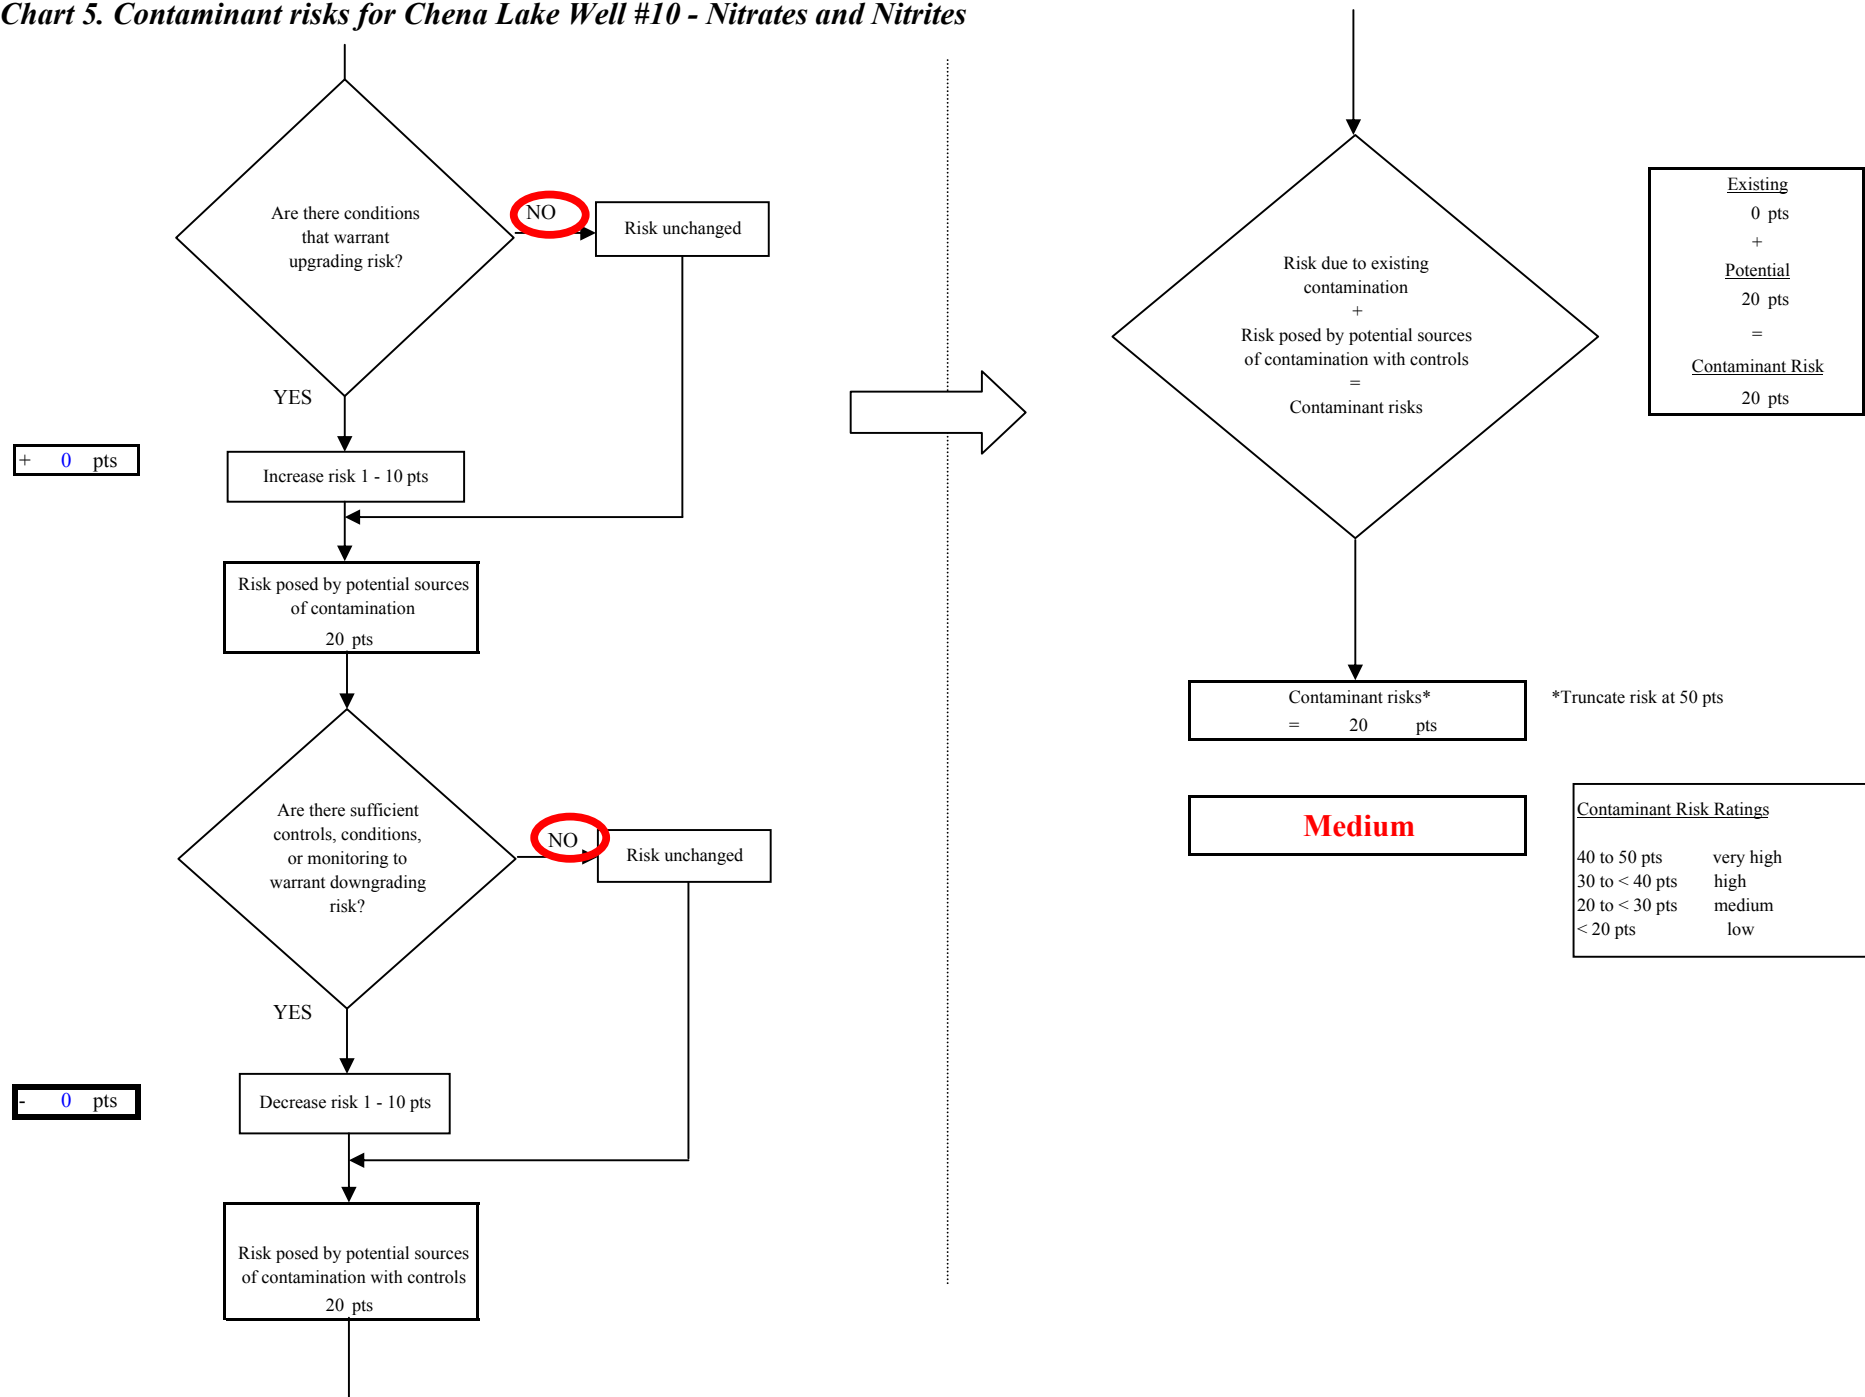 Chart 5. Contaminant risks for Chena Lake Well #10 - Nitrates and Nitrites
Are there conditions
that warrant
upgrading risk?
NO
Risk unchanged
YES
+ 0 pts
Increase risk 1 - 10 pts
Risk posed by potential sources
of contamination
20 pts
Are there sufficient
controls, conditions,
or monitoring to
warrant downgrading
risk?
NO
Risk unchanged
YES
- 0 pts
Decrease risk 1 - 10 pts
Risk posed by potential sources
of contamination with controls
20 pts
Risk due to existing
contamination
+
Risk posed by potential sources
of contamination with controls
=
Contaminant risks
Existing
0 pts
+
Potential
20 pts
=
Contaminant Risk
20 pts
Contaminant risks*
= 20 pts
*Truncate risk at 50 pts
Medium
Contaminant Risk Ratings
40 to 50 pts very high
30 to < 40 pts high
20 to < 30 pts medium
< 20 pts low